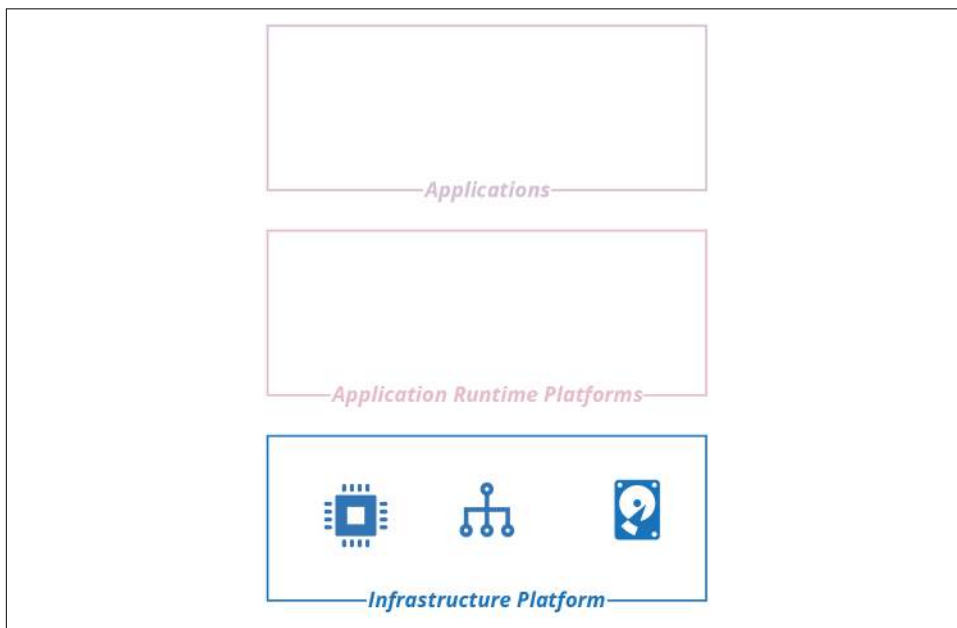 Applications
Application Runtime Platforms
Infrastructure Platform